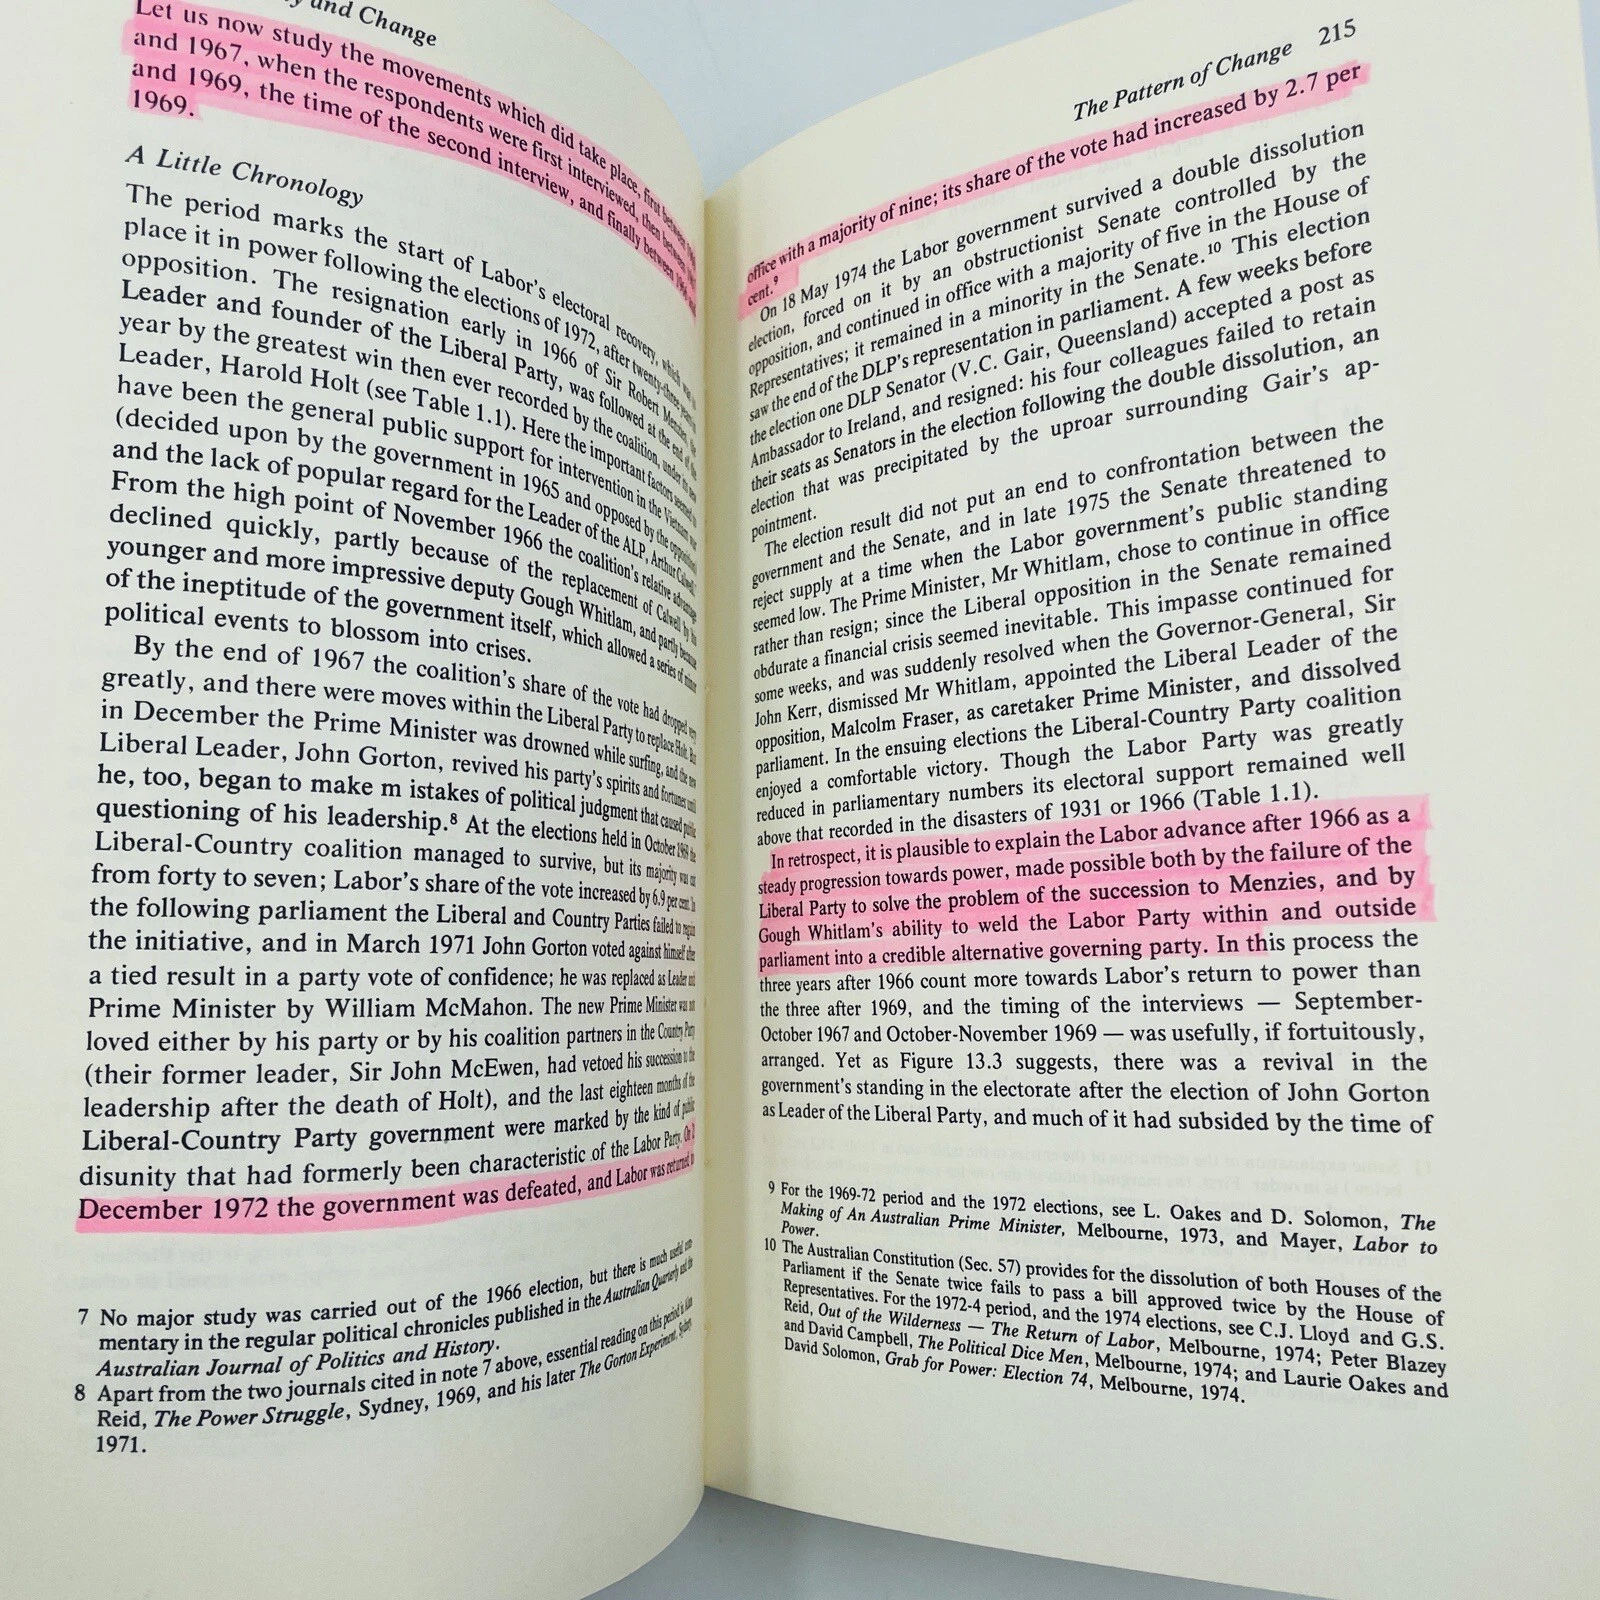 and Change
Let us now study the movements which did take place, first between
and 1967, when the respondents were first interviewed, then between
and 1969, the time of the second interview, and finally between
1969.
A Little Chronology
The period marks the start of Labor's electoral recovery, which was to
place it in power following the elections of 1972, after twenty-three years in
opposition. The resignation early in 1966 of Sir Robert Menzies, the
Leader and founder of the Liberal Party, was followed at the end of the
year by the greatest win then ever recorded by the coalition, under its new
Leader, Harold Holt (see Table 1.1). Here the important factors seemed to
have been the general public support for intervention in the Vietnam war
(decided upon by the government in 1965 and opposed by the opposition)
and the lack of popular regard for the Leader of the ALP, Arthur Calwell.
From the high point of November 1966 the coalition's relative advantage
declined quickly, partly because of the replacement of Calwell by his
younger and more impressive deputy Gough Whitlam, and partly because
of the ineptitude of the government itself, which allowed a series of minor
political events to blossom into crises.
By the end of 1967 the coalition's share of the vote had dropped very
greatly, and there were moves within the Liberal Party to replace Holt. But
in December the Prime Minister was drowned while surfing, and the new
Liberal Leader, John Gorton, revived his party's spirits and fortunes until
he, too, began to make m istakes of political judgment that caused public
questioning of his leadership.⁸ At the elections held in October 1969 the
Liberal-Country coalition managed to survive, but its majority was cut
from forty to seven; Labor's share of the vote increased by 6.9 per cent. In
the following parliament the Liberal and Country Parties failed to regain
the initiative, and in March 1971 John Gorton voted against himself after
a tied result in a party vote of confidence; he was replaced as Leader and
Prime Minister by William McMahon. The new Prime Minister was not
loved either by his party or by his coalition partners in the Country Party
(their former leader, Sir John McEwen, had vetoed his succession to the
leadership after the death of Holt), and the last eighteen months of the
Liberal-Country Party government were marked by the kind of public
disunity that had formerly been characteristic of the Labor Party. On 2
December 1972 the government was defeated, and Labor was returned to
7 No major study was carried out of the 1966 election, but there is much useful com-
mentary in the regular political chronicles published in the Australian Quarterly and the
Australian Journal of Politics and History.
8 Apart from the two journals cited in note 7 above, essential reading on this period is Alan
Reid, The Power Struggle, Sydney, 1969, and his later The Gorton Experiment, Sydney,
1971.
The Pattern of Change 215
office with a majority of nine; its share of the vote had increased by 2.7 per
cent.⁹
On 18 May 1974 the Labor government survived a double dissolution
election, forced on it by an obstructionist Senate controlled by the
opposition, and continued in office with a majority of five in the House of
Representatives; it remained in a minority in the Senate.¹⁰ This election
saw the end of the DLP's representation in parliament. A few weeks before
the election one DLP Senator (V.C. Gair, Queensland) accepted a post as
Ambassador to Ireland, and resigned: his four colleagues failed to retain
their seats as Senators in the election following the double dissolution, an
election that was precipitated by the uproar surrounding Gair's ap-
pointment.
The election result did not put an end to confrontation between the
government and the Senate, and in late 1975 the Senate threatened to
reject supply at a time when the Labor government's public standing
seemed low. The Prime Minister, Mr Whitlam, chose to continue in office
rather than resign; since the Liberal opposition in the Senate remained
obdurate a financial crisis seemed inevitable. This impasse continued for
some weeks, and was suddenly resolved when the Governor-General, Sir
John Kerr, dismissed Mr Whitlam, appointed the Liberal Leader of the
opposition, Malcolm Fraser, as caretaker Prime Minister, and dissolved
parliament. In the ensuing elections the Liberal-Country Party coalition
enjoyed a comfortable victory. Though the Labor Party was greatly
reduced in parliamentary numbers its electoral support remained well
above that recorded in the disasters of 1931 or 1966 (Table 1.1).
In retrospect, it is plausible to explain the Labor advance after 1966 as a
steady progression towards power, made possible both by the failure of the
Liberal Party to solve the problem of the succession to Menzies, and by
Gough Whitlam's ability to weld the Labor Party within and outside
parliament into a credible alternative governing party. In this process the
three years after 1966 count more towards Labor's return to power than
the three after 1969, and the timing of the interviews — September-
October 1967 and October-November 1969 — was usefully, if fortuitously,
arranged. Yet as Figure 13.3 suggests, there was a revival in the
government's standing in the electorate after the election of John Gorton
as Leader of the Liberal Party, and much of it had subsided by the time of
9 For the 1969-72 period and the 1972 elections, see L. Oakes and D. Solomon, The
Making of An Australian Prime Minister, Melbourne, 1973, and Mayer, Labor to
Power.
10 The Australian Constitution (Sec. 57) provides for the dissolution of both Houses of the
Parliament if the Senate twice fails to pass a bill approved twice by the House of
Representatives. For the 1972-4 period, and the 1974 elections, see C.J. Lloyd and G.S.
Reid, Out of the Wilderness — The Return of Labor, Melbourne, 1974; Peter Blazey
and David Campbell, The Political Dice Men, Melbourne, 1974; and Laurie Oakes and
David Solomon, Grab for Power: Election 74, Melbourne, 1974.